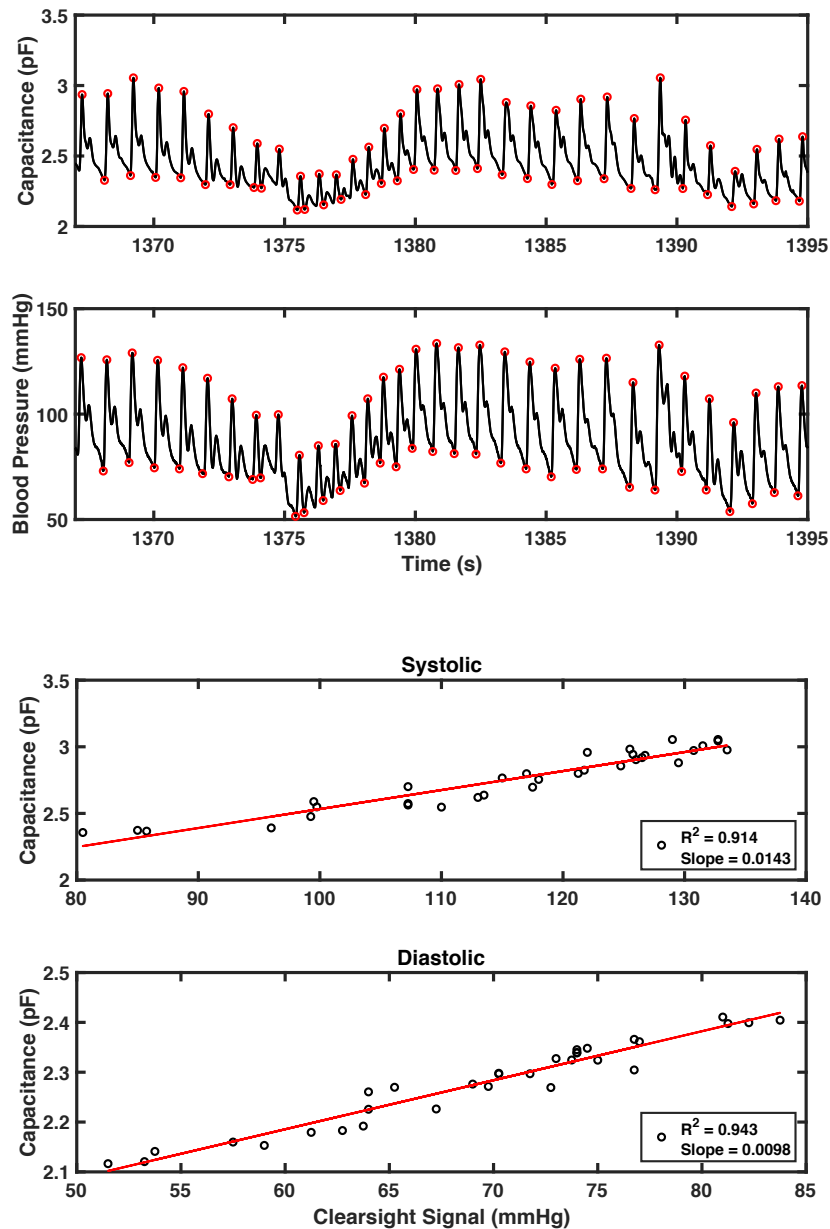 3.5
3
2.5
2
Capacitance (pF)
1370 1375 1380 1385 1390 1395
150
100
50
Blood Pressure (mmHg)
1370 1375 1380 1385 1390 1395
Time (s)
Systolic
3.5
3
2.5
2
Capacitance (pF)
R² = 0.914
Slope = 0.0143
80 90 100 110 120 130 140
Diastolic
2.5
2.4
2.3
2.2
2.1
Capacitance (pF)
R² = 0.943
Slope = 0.0098
50 55 60 65 70 75 80 85
Clearsight Signal (mmHg)